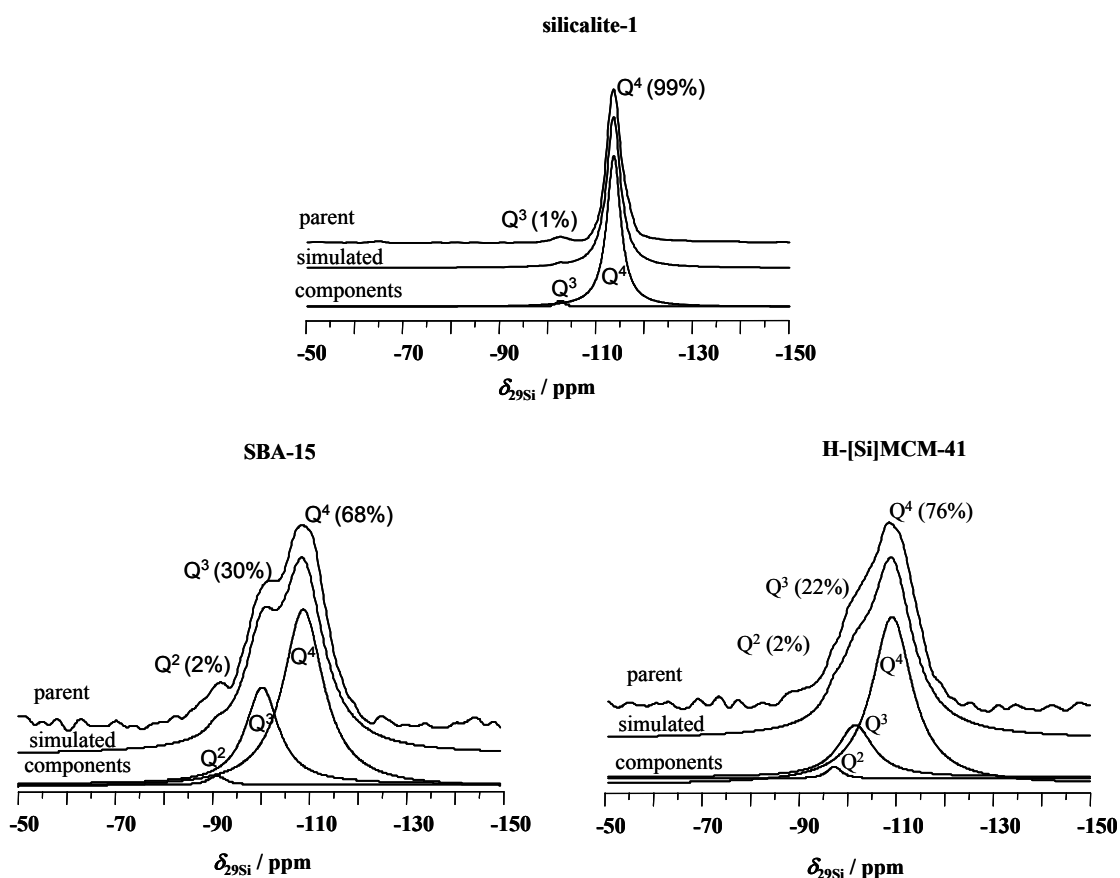 silicalite-1
Q⁴ (99%)
parent
Q³ (1%)
simulated
components
Q³
Q⁴
-50 -70 -90 -110 -130 -150
δ₂₉Si / ppm
SBA-15
Q⁴ (68%)
Q³ (30%)
Q² (2%)
parent
simulated
components
Q²
Q³
Q⁴
-50 -70 -90 -110 -130 -150
δ₂₉Si / ppm
H-[Si]MCM-41
Q⁴ (76%)
Q³ (22%)
Q² (2%)
parent
simulated
components
Q²
Q³
Q⁴
-50 -70 -90 -110 -130 -150
δ₂₉Si / ppm